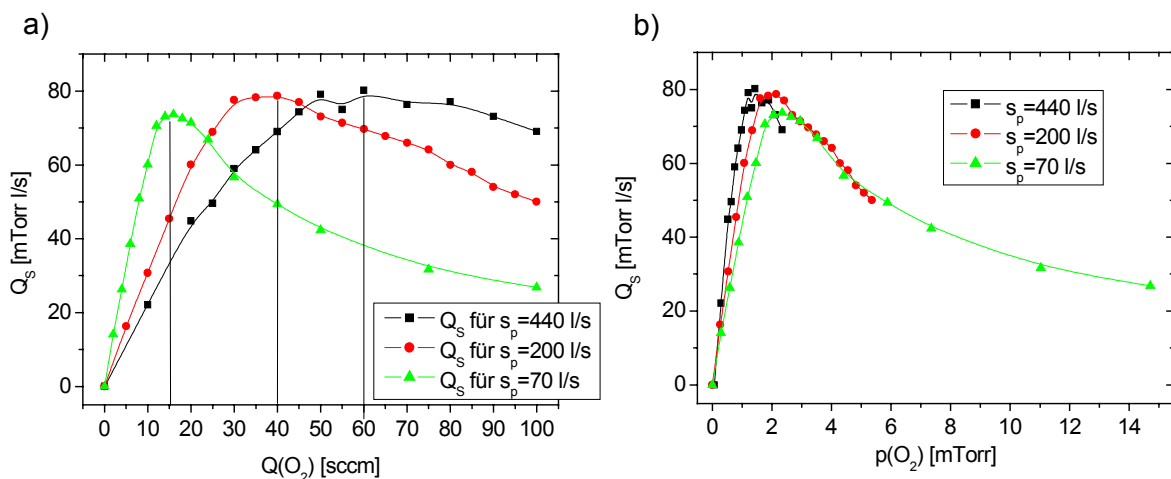 a)
Q_S [mTorr l/s]
80
60
40
20
0
0 10 20 30 40 50 60 70 80 90 100
Q(O_2) [sccm]
Q_S für s_p=440 l/s
Q_S für s_p=200 l/s
Q_S für s_p=70 l/s
b)
Q_S [mTorr l/s]
80
60
40
20
0
0 2 4 6 8 10 12 14
p(O_2) [mTorr]
s_p=440 l/s
s_p=200 l/s
s_p=70 l/s